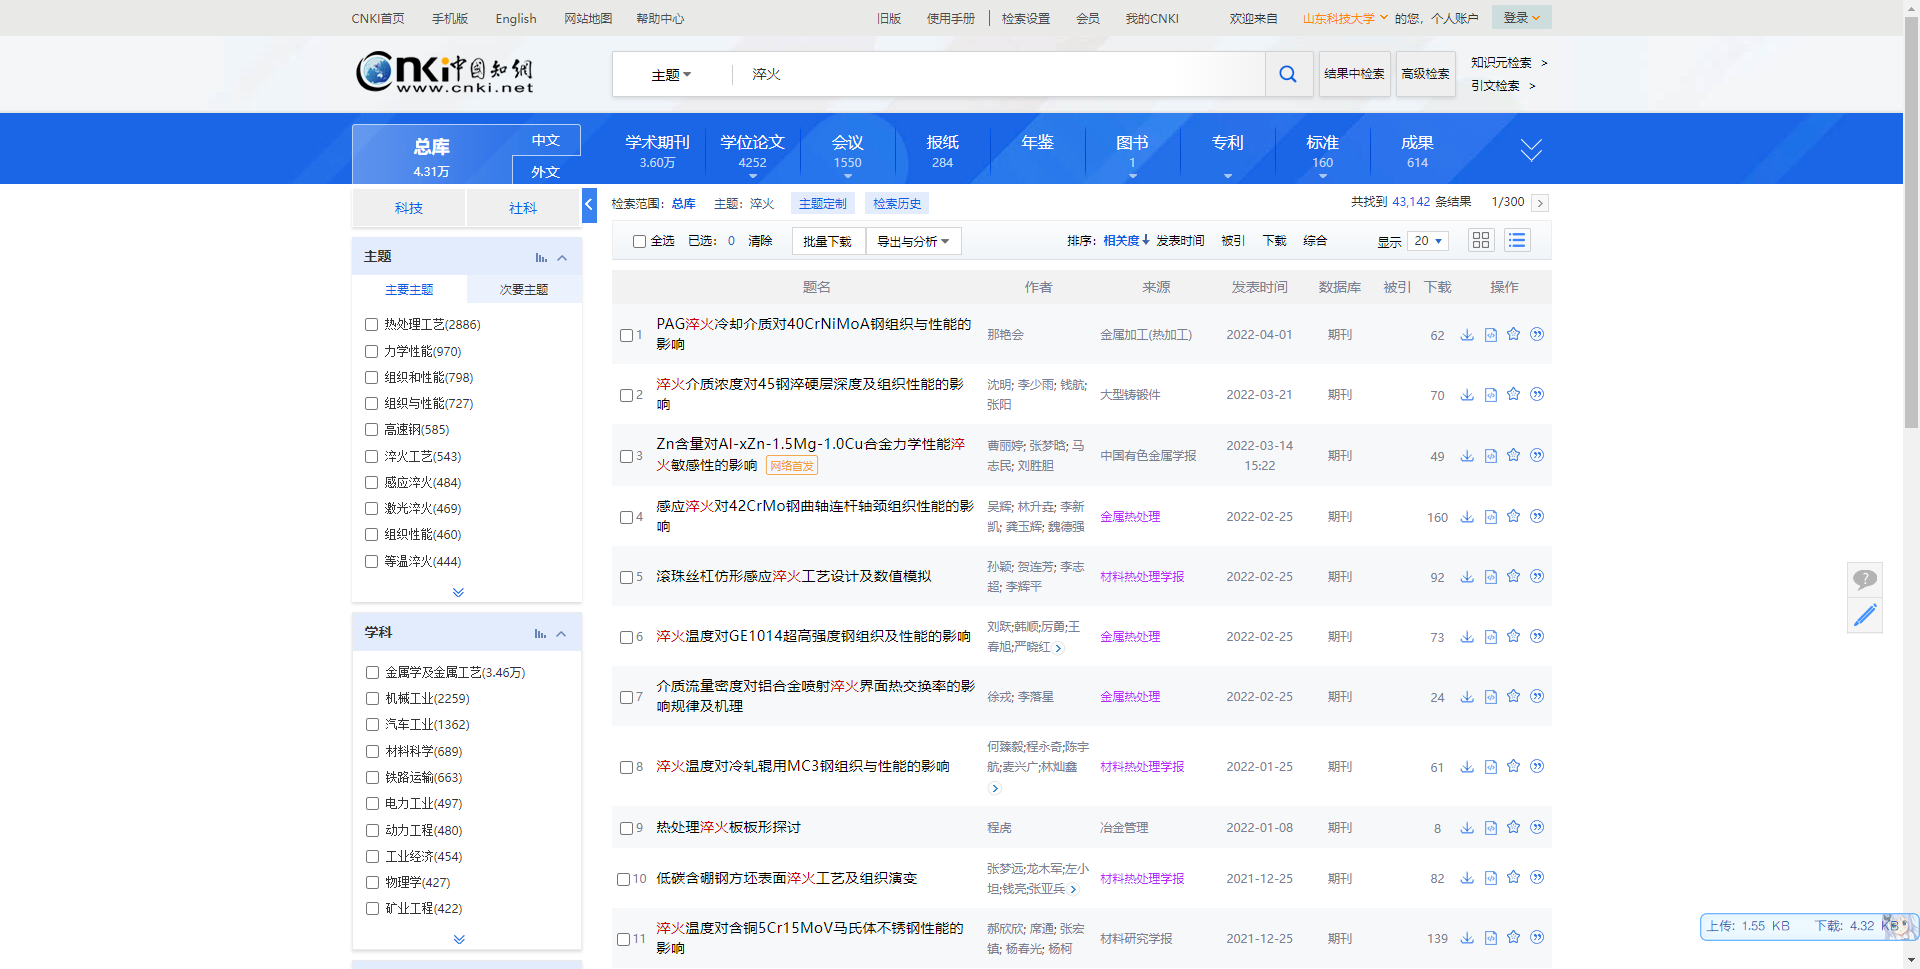 CNKI首页 手机版 English 网站地图 帮助中心 旧版 使用手册 检索设置 会员 我的CNKI 欢迎来自 山东科技大学 的您，个人账户 登录
cnki中国知网
www.cnki.net
主题 淬火 结果中检索 高级检索
知识元检索 >
引文检索 >
总库
4.31万
中文
外文
学术期刊 3.60万
学位论文 4252
会议 1550
报纸 284
年鉴
图书 1
专利
标准 160
成果 614
科技 社科
检索范围：总库 主题：淬火 主题定制 检索历史 共找到 43,142 条结果 1/300 >
全选 已选：0 清除 批量下载 导出与分析 排序：相关度 发表时间 被引 下载 综合 显示 20
主题
主要主题 次要主题
热处理工艺(2886)
力学性能(970)
组织和性能(798)
组织与性能(727)
高速钢(585)
淬火工艺(543)
感应淬火(484)
激光淬火(469)
组织性能(460)
等温淬火(444)
学科
金属学及金属工艺(3.46万)
机械工业(2259)
汽车工业(1362)
材料科学(689)
铁路运输(663)
电力工业(497)
动力工程(480)
工业经济(454)
物理学(427)
矿业工程(422)
题名 作者 来源 发表时间 数据库 被引 下载 操作
1 PAG淬火冷却介质对40CrNiMoA钢组织与性能的
影响 那艳会 金属加工(热加工) 2022-04-01 期刊 62
2 淬火介质浓度对45钢淬硬层深度及组织性能的影
响 沈明; 李少雨; 钱航;
张阳 大型铸锻件 2022-03-21 期刊 70
3 Zn含量对Al-xZn-1.5Mg-1.0Cu合金力学性能淬
火敏感性的影响 网络首发 曹丽婷; 张梦晗; 马
志民; 刘胜胆 中国有色金属学报 2022-03-14
15:22 期刊 49
4 感应淬火对42CrMo钢曲轴连杆轴颈组织性能的影
响 吴辉; 林升垚; 李新
凯; 龚玉辉; 魏德强 金属热处理 2022-02-25 期刊 160
5 滚珠丝杠仿形感应淬火工艺设计及数值模拟 孙颖; 贺连芳; 李志
超; 李辉平 材料热处理学报 2022-02-25 期刊 92
6 淬火温度对GE1014超高强度钢组织及性能的影响 刘跃;韩顺;厉勇;王
春旭;严晓红 金属热处理 2022-02-25 期刊 73
7 介质流量密度对铝合金喷射淬火界面热交换率的影
响规律及机理 徐戎; 李落星 金属热处理 2022-02-25 期刊 24
8 淬火温度对冷轧辊用MC3钢组织与性能的影响 何臻毅;程永奇;陈宇
航;麦兴广;林灿鑫 材料热处理学报 2022-01-25 期刊 61
9 热处理淬火板板形探讨 程虎 冶金管理 2022-01-08 期刊 8
10 低碳含硼钢方坯表面淬火工艺及组织演变 张梦远;龙木军;左小
坦;钱亮;张亚兵 材料热处理学报 2021-12-25 期刊 82
11 淬火温度对含铜5Cr15MoV马氏体不锈钢性能的
影响 郝欣欣; 席通; 张宏
镇; 杨春光; 杨柯 材料研究学报 2021-12-25 期刊 139
上传: 1.55 KB 下载: 4.32 KB